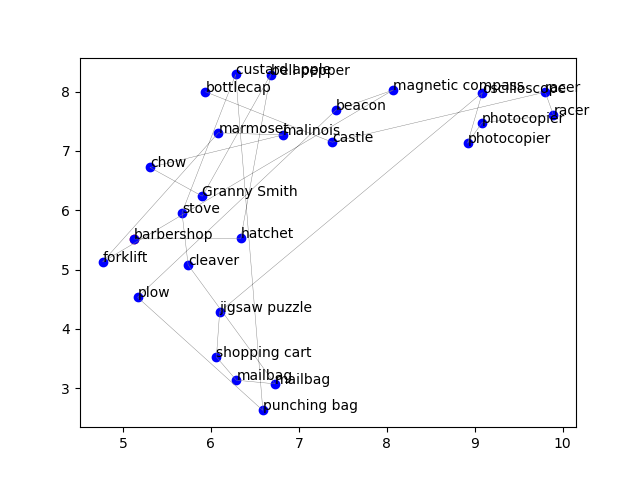 custard apple
bell pepper
bottlecap
magnetic compass
oscilloscope
racer
beacon
racer
photocopier
marmoset
malinois
castle
photocopier
chow
Granny Smith
stove
barbershop
hatchet
forklift
cleaver
plow
jigsaw puzzle
shopping cart
mailbag
mailbag
punching bag
8
7
6
5
4
3
5
6
7
8
9
10